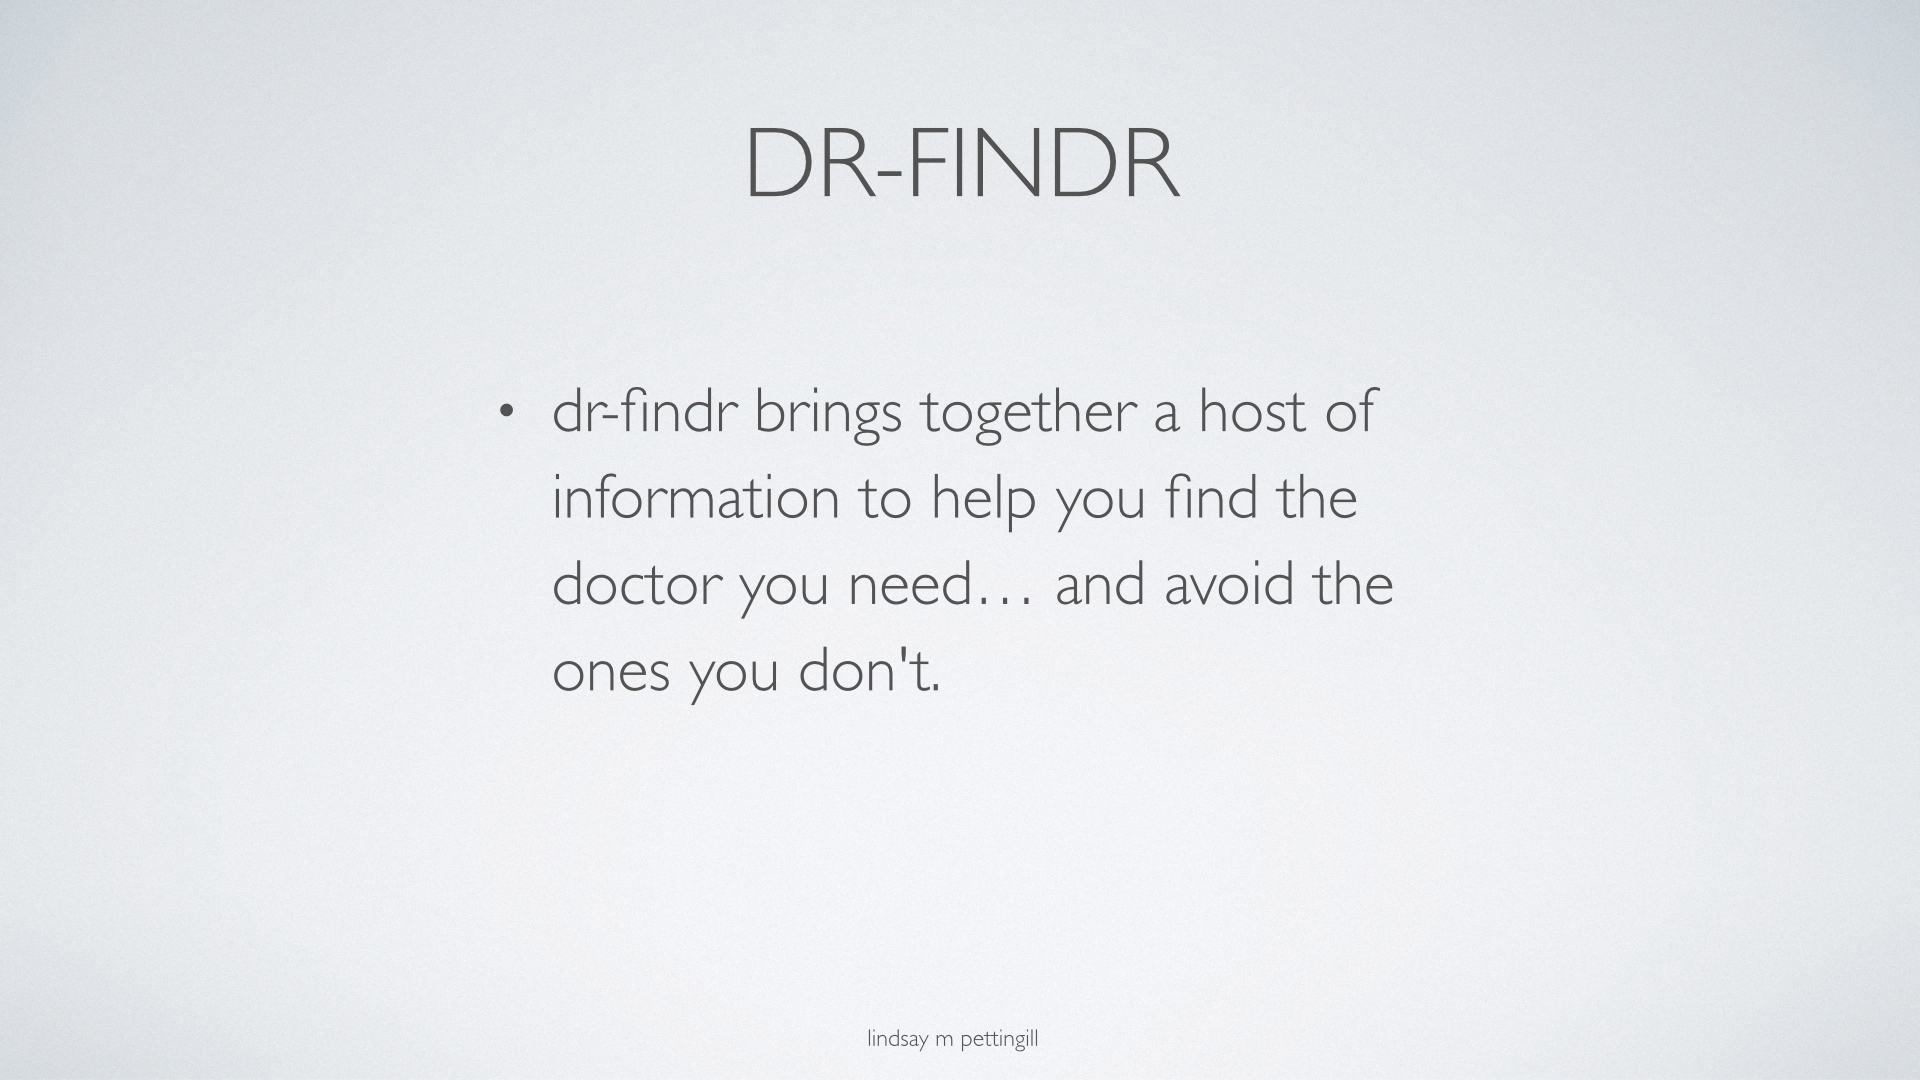 DR-FINDR
• dr-findr brings together a host of
information to help you find the
doctor you need… and avoid the
ones you don't.
lindsay m pettingill